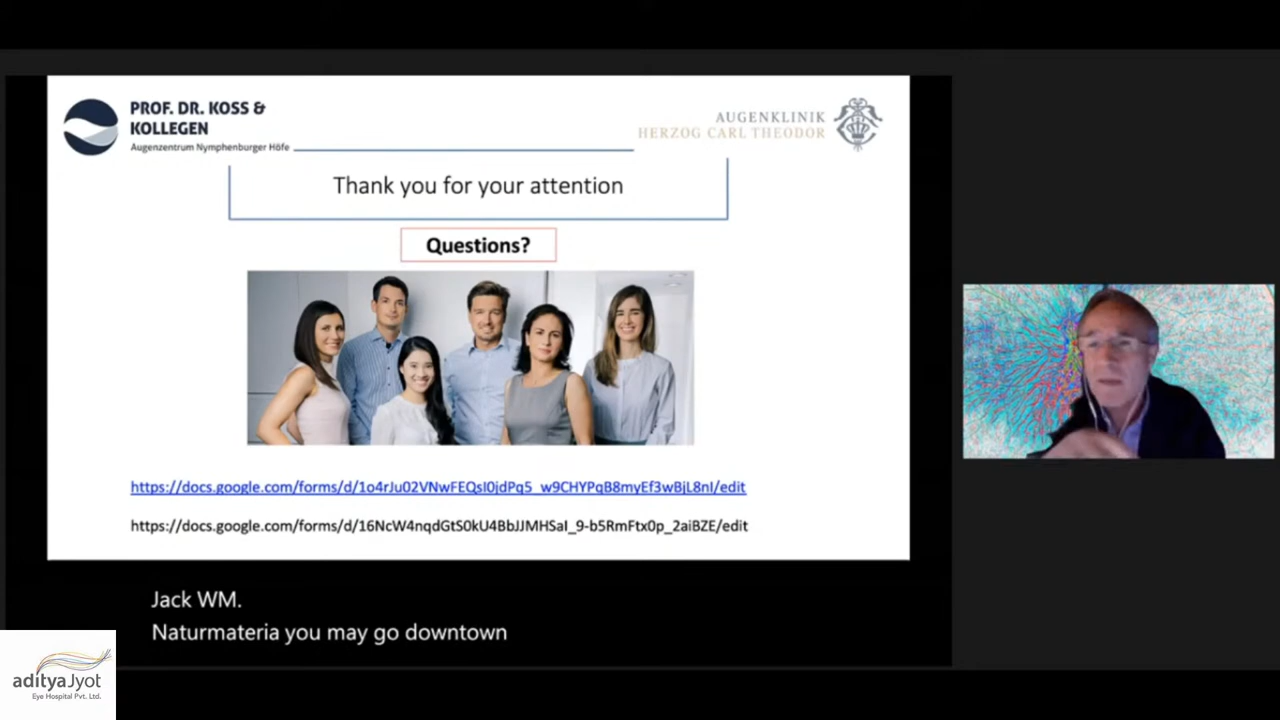 PROF. DR. KOSS &
KOLLEGEN
Augenzentrum Nymphenburger Höfe
AUGENKLINIK
HERZOG CARL THEODOR
Thank you for your attention
Questions?
https://docs.google.com/forms/d/1o4rJu02VNwFEQsI0jdPq5_w9CHYPqB8myEf3wBjL8nI/edit
https://docs.google.com/forms/d/16NcW4nqdGtS0kU4BbJJMHSaI_9-b5RmFtx0p_2aiBZE/edit
Jack WM.
Naturmateria you may go downtown
adityaJyot
Eye Hospital Pvt. Ltd.